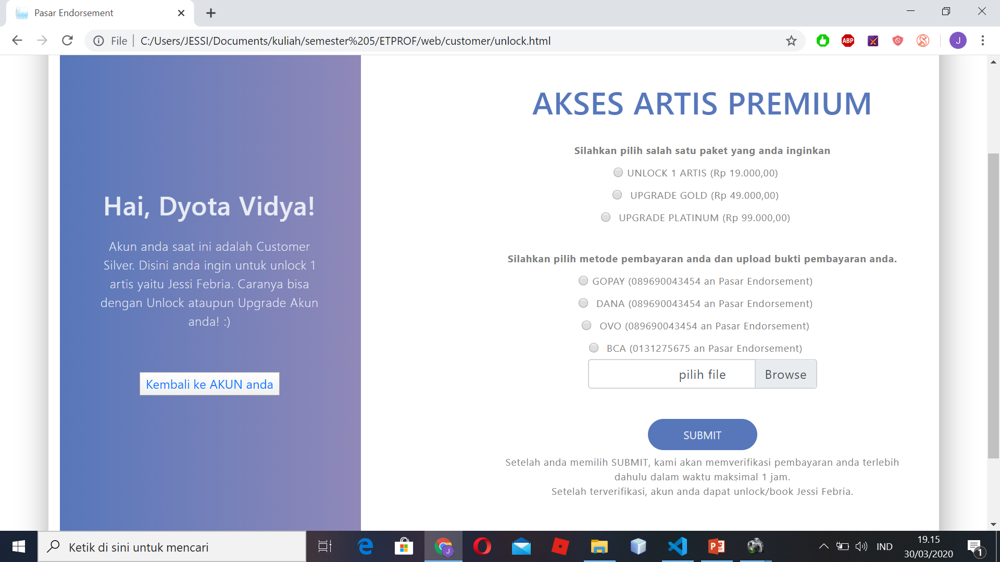 Pasar Endorsement
File
C:/Users/JESSI/Documents/kuliah/semester%205/ETPROF/web/customer/unlock.html
ABP
J
Hai, Dyota Vidya!
Akun anda saat ini adalah Customer
Silver. Disini anda ingin untuk unlock 1
artis yaitu Jessi Febria. Caranya bisa
dengan Unlock ataupun Upgrade Akun
anda! :)
Kembali ke AKUN anda
AKSES ARTIS PREMIUM
Silahkan pilih salah satu paket yang anda inginkan
UNLOCK 1 ARTIS (Rp 19.000,00)
UPGRADE GOLD (Rp 49.000,00)
UPGRADE PLATINUM (Rp 99.000,00)
Silahkan pilih metode pembayaran anda dan upload bukti pembayaran anda.
GOPAY (089690043454 an Pasar Endorsement)
DANA (089690043454 an Pasar Endorsement)
OVO (089690043454 an Pasar Endorsement)
BCA (0131275675 an Pasar Endorsement)
pilih file
Browse
SUBMIT
Setelah anda memilih SUBMIT, kami akan memverifikasi pembayaran anda terlebih
dahulu dalam waktu maksimal 1 jam.
Setelah terverifikasi, akun anda dapat unlock/book Jessi Febria.
Ketik di sini untuk mencari
J
IND
19.15
30/03/2020
1